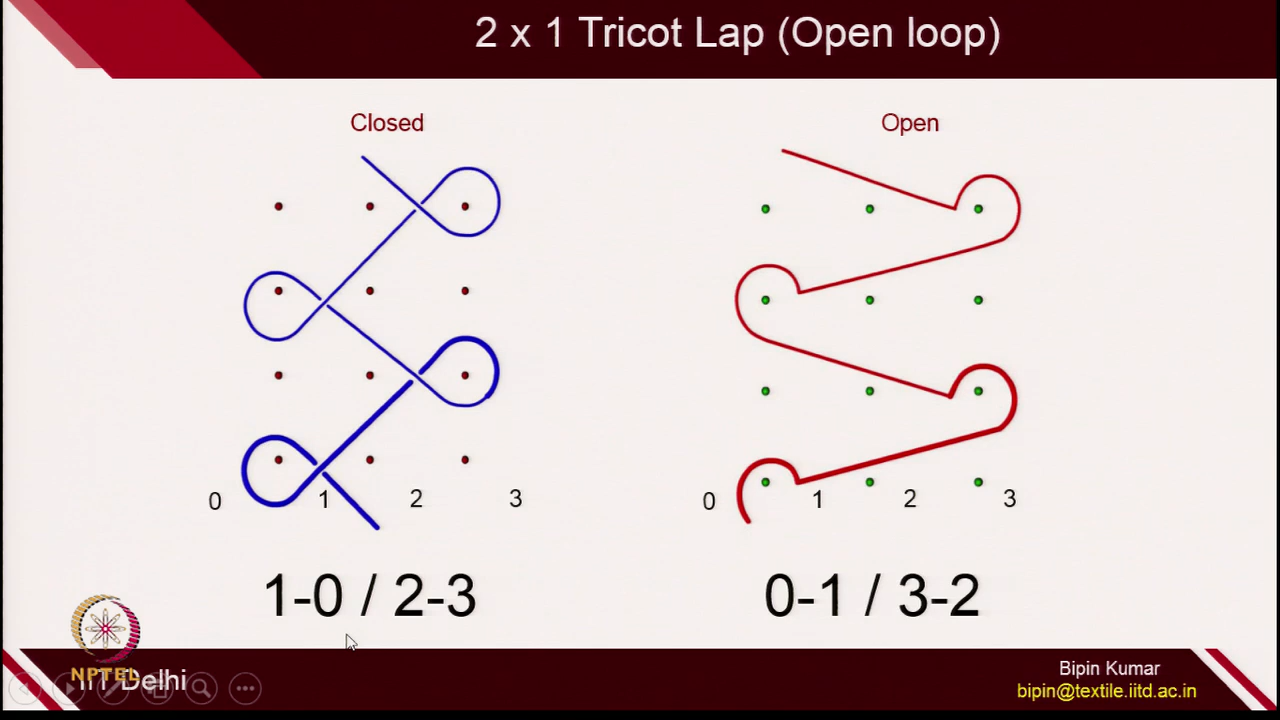 2 x 1 Tricot Lap (Open loop)
Closed
Open
0 1 2 3
0 1 2 3
1-0 / 2-3
0-1 / 3-2
NPTEL
IIT Delhi
Bipin Kumar
bipin@textile.iitd.ac.in